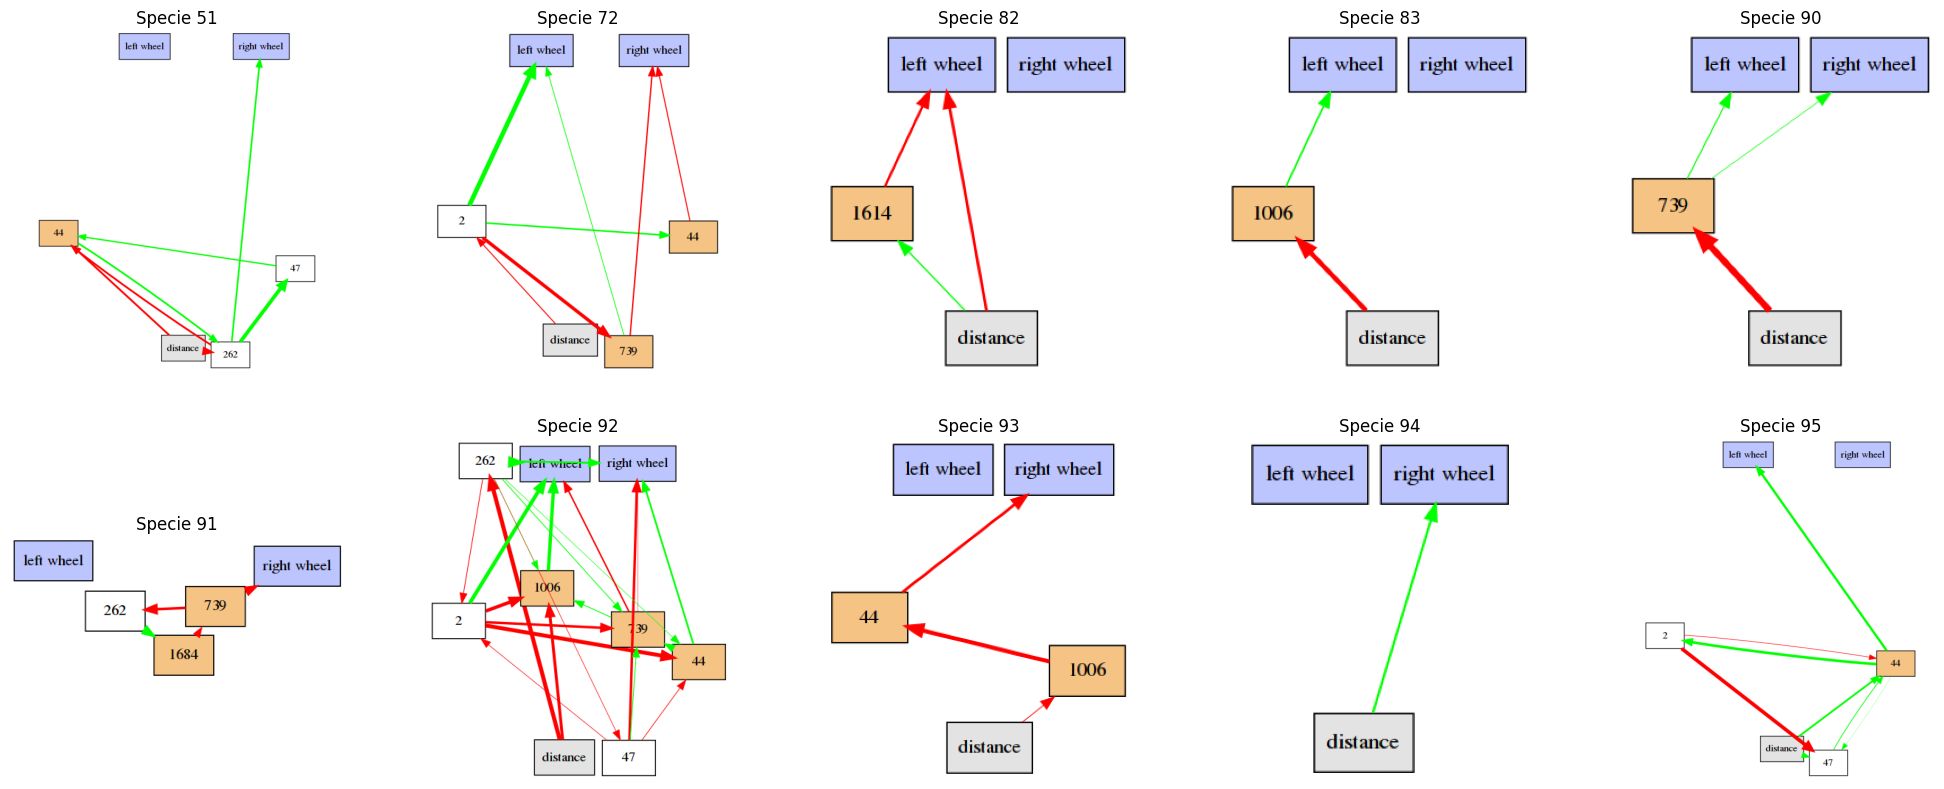 Specie 51
left wheel
right wheel
44
47
distance
262
Specie 72
left wheel
right wheel
2
44
distance
739
Specie 82
left wheel
right wheel
1614
distance
Specie 83
left wheel
right wheel
1006
distance
Specie 90
left wheel
right wheel
739
distance
Specie 91
left wheel
right wheel
262
739
1684
Specie 92
262
left wheel
right wheel
1006
2
739
44
distance
47
Specie 93
left wheel
right wheel
44
1006
distance
Specie 94
left wheel
right wheel
distance
Specie 95
left wheel
right wheel
2
44
distance
47